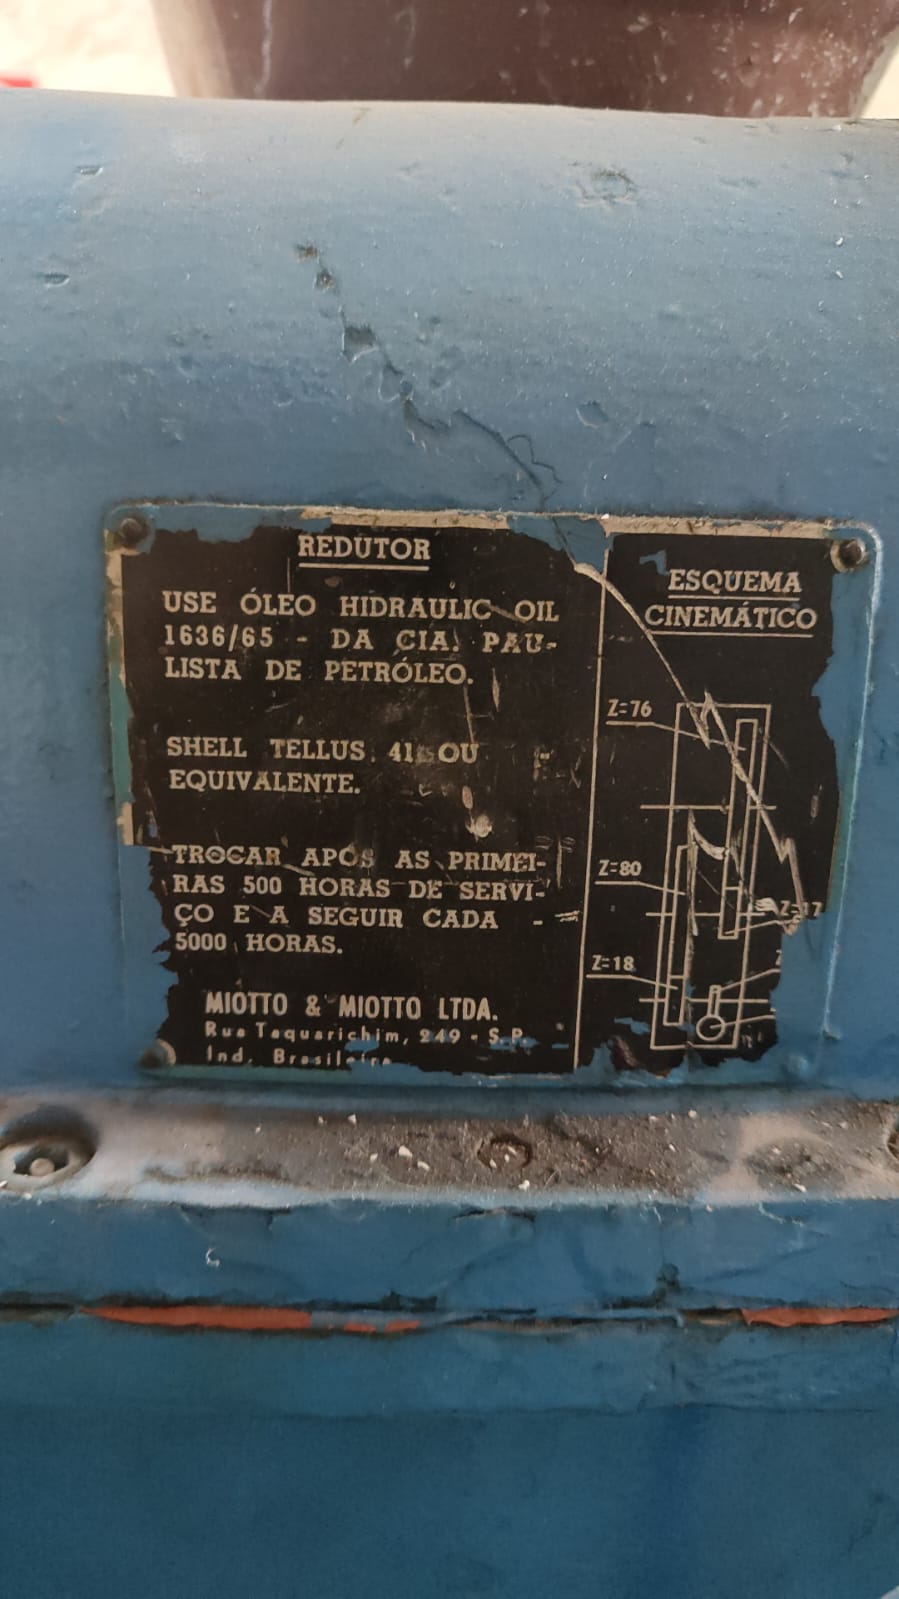 REDUTOR
USE ÓLEO HIDRAULIC OIL
1636/65 - DA CIA. PAU-
LISTA DE PETRÓLEO.
SHELL TELLUS 41 OU
EQUIVALENTE.
TROCAR APÓS AS PRIMEI-
RAS 500 HORAS DE SERVI-
ÇO E A SEGUIR CADA -
5000 HORAS.
MIOTTO & MIOTTO LTDA.
Rua Taquarichim, 249 - S.P.
Ind. Brasileira
ESQUEMA
CINEMÁTICO
Z=76
Z=80
Z=17
Z=18